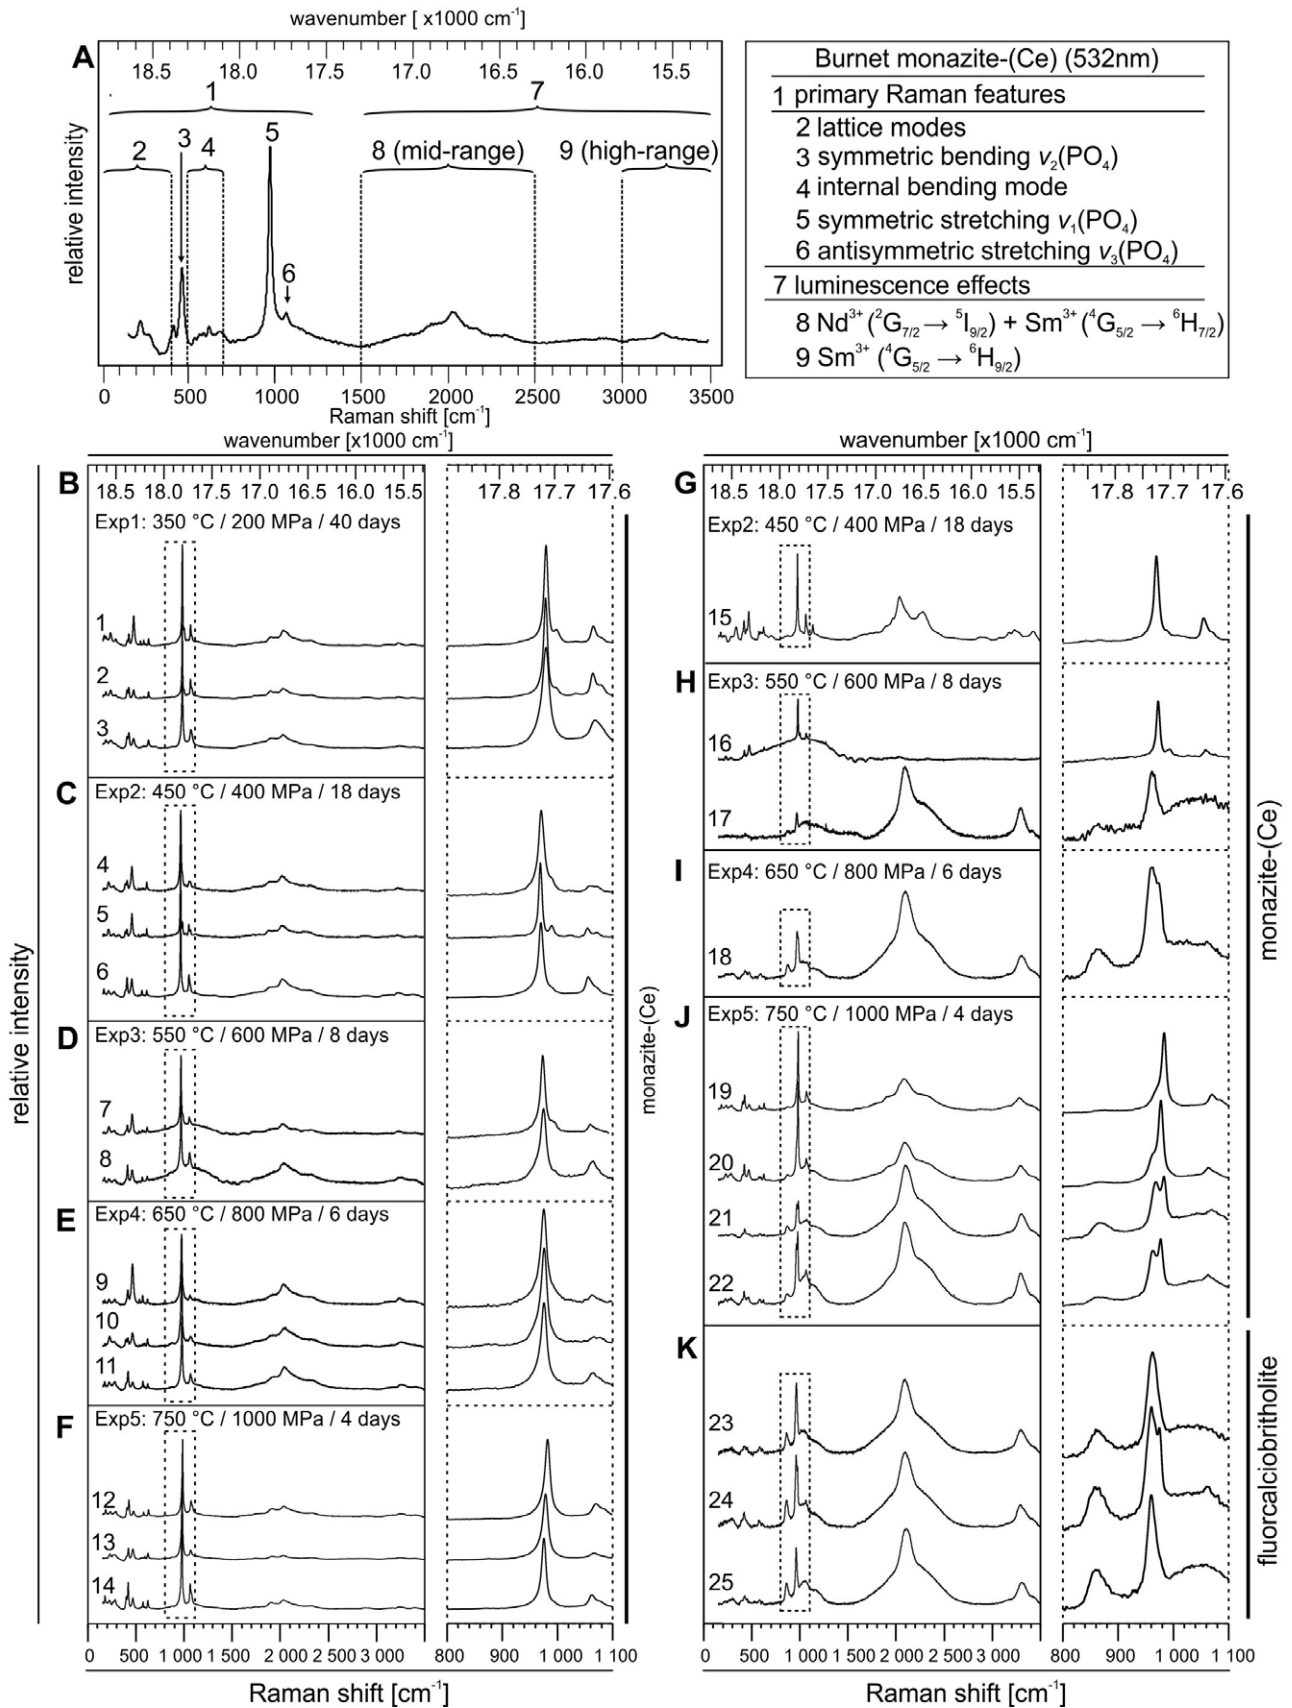 wavenumber [ x1000 cm⁻¹]
A
18.5 18.0 17.5 17.0 16.5 16.0 15.5
1 7
2 3 4 5 8 (mid-range) 9 (high-range)
6
relative intensity
0 500 1000 1500 2000 2500 3000 3500
Raman shift [cm⁻¹]
Burnet monazite-(Ce) (532nm)
1 primary Raman features
2 lattice modes
3 symmetric bending ν₂(PO₄)
4 internal bending mode
5 symmetric stretching ν₁(PO₄)
6 antisymmetric stretching ν₃(PO₄)
7 luminescence effects
8 Nd³⁺ (²G₇/₂ → ⁵I₉/₂) + Sm³⁺ (⁴G₅/₂ → ⁶H₇/₂)
9 Sm³⁺ (⁴G₅/₂ → ⁶H₉/₂)
wavenumber [x1000 cm⁻¹]
B
18.5 18.0 17.5 17.0 16.5 16.0 15.5
17.8 17.7 17.6
Exp1: 350 °C / 200 MPa / 40 days
1
2
3
C
Exp2: 450 °C / 400 MPa / 18 days
4
5
6
D
Exp3: 550 °C / 600 MPa / 8 days
7
8
E
Exp4: 650 °C / 800 MPa / 6 days
9
10
11
F
Exp5: 750 °C / 1000 MPa / 4 days
12
13
14
relative intensity
monazite-(Ce)
0 500 1 000 1 500 2 000 2 500 3 000
800 900 1 000 1 100
Raman shift [cm⁻¹]
wavenumber [x1000 cm⁻¹]
G
18.5 18.0 17.5 17.0 16.5 16.0 15.5
17.8 17.7 17.6
Exp2: 450 °C / 400 MPa / 18 days
15
H
Exp3: 550 °C / 600 MPa / 8 days
16
17
I
Exp4: 650 °C / 800 MPa / 6 days
18
J
Exp5: 750 °C / 1000 MPa / 4 days
19
20
21
22
monazite-(Ce)
K
23
24
25
fluorcalciobritholite
0 500 1 000 1 500 2 000 2 500 3 000
800 900 1 000 1 100
Raman shift [cm⁻¹]